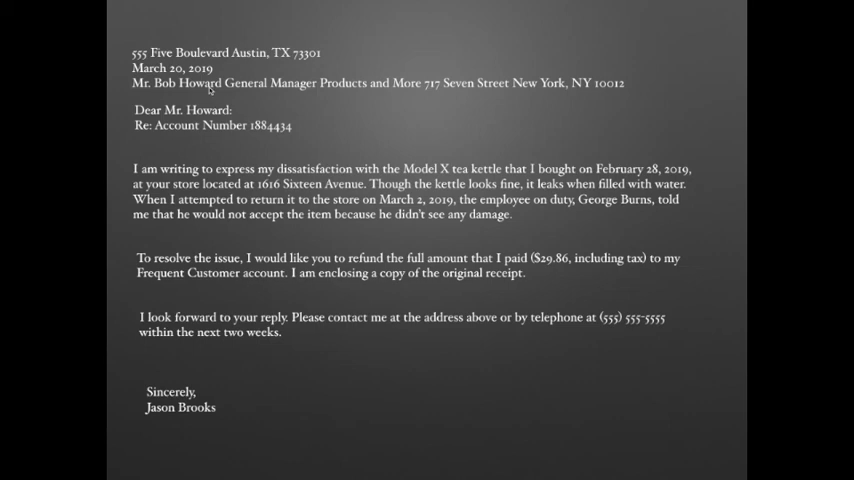 555 Five Boulevard Austin, TX 73301
March 20, 2019
Mr. Bob Howard General Manager Products and More 717 Seven Street New York, NY 10012
Dear Mr. Howard:
Re: Account Number 1884434
I am writing to express my dissatisfaction with the Model X tea kettle that I bought on February 28, 2019,
at your store located at 1616 Sixteen Avenue. Though the kettle looks fine, it leaks when filled with water.
When I attempted to return it to the store on March 2, 2019, the employee on duty, George Burns, told
me that he would not accept the item because he didn't see any damage.
To resolve the issue, I would like you to refund the full amount that I paid ($29.86, including tax) to my
Frequent Customer account. I am enclosing a copy of the original receipt.
I look forward to your reply. Please contact me at the address above or by telephone at (555) 555-5555
within the next two weeks.
Sincerely,
Jason Brooks